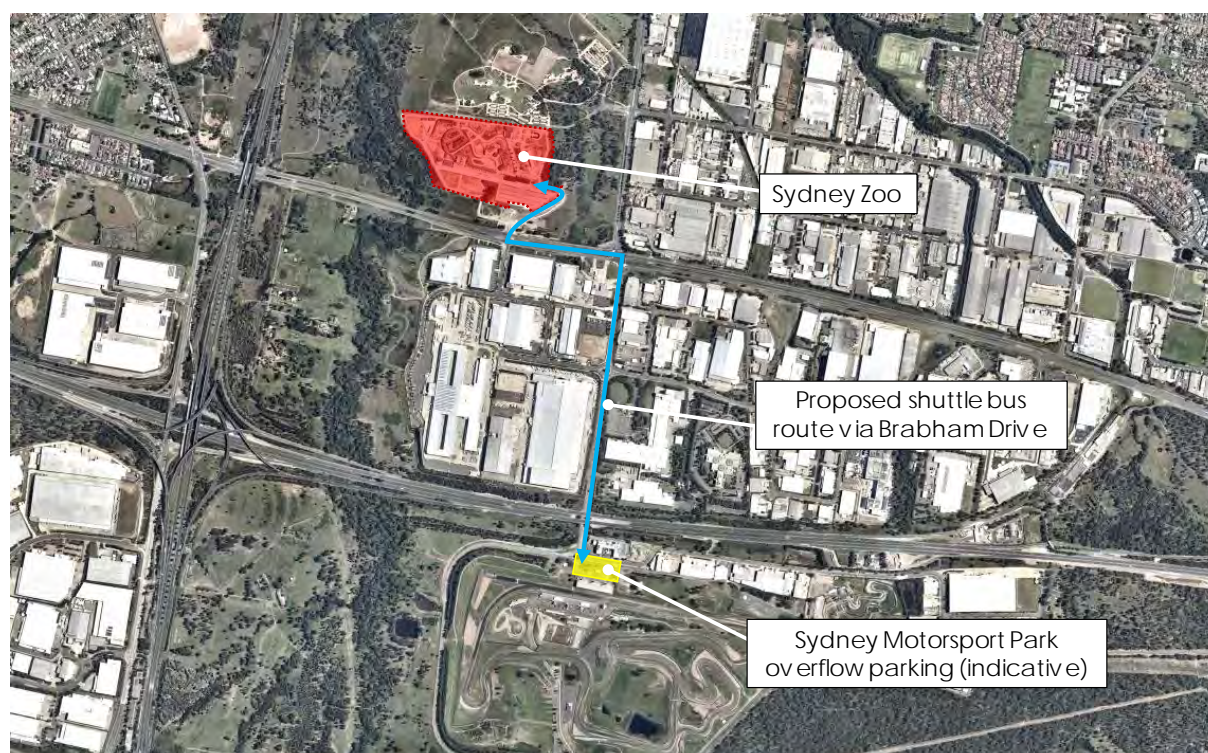 Sydney Zoo
Proposed shuttle bus
route via Brabham Drive
Sydney Motorsport Park
overflow parking (indicative)